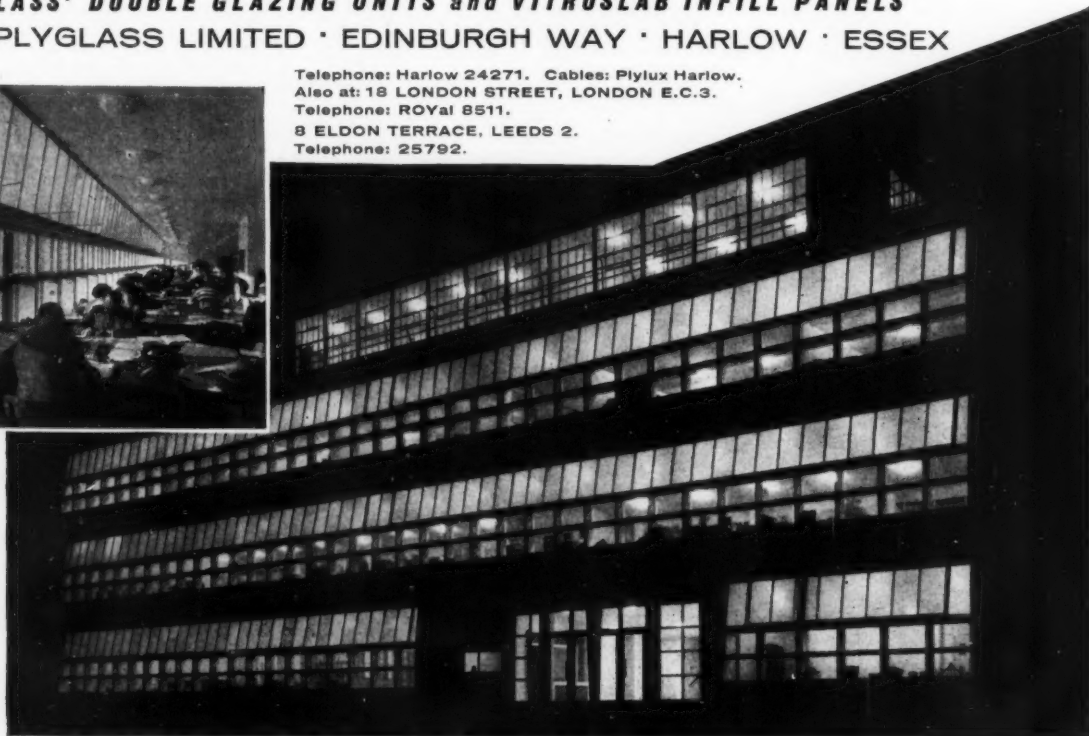 DOUBLE GLAZING UNITS and VITROSLAB INFILL PANELS
PLYGLASS LIMITED · EDINBURGH WAY · HARLOW · ESSEX
Telephone: Harlow 24271. Cables: Plylux Harlow.
Also at: 18 LONDON STREET, LONDON E.C.3.
Telephone: ROYal 8511.
8 ELDON TERRACE, LEEDS 2.
Telephone: 25792.